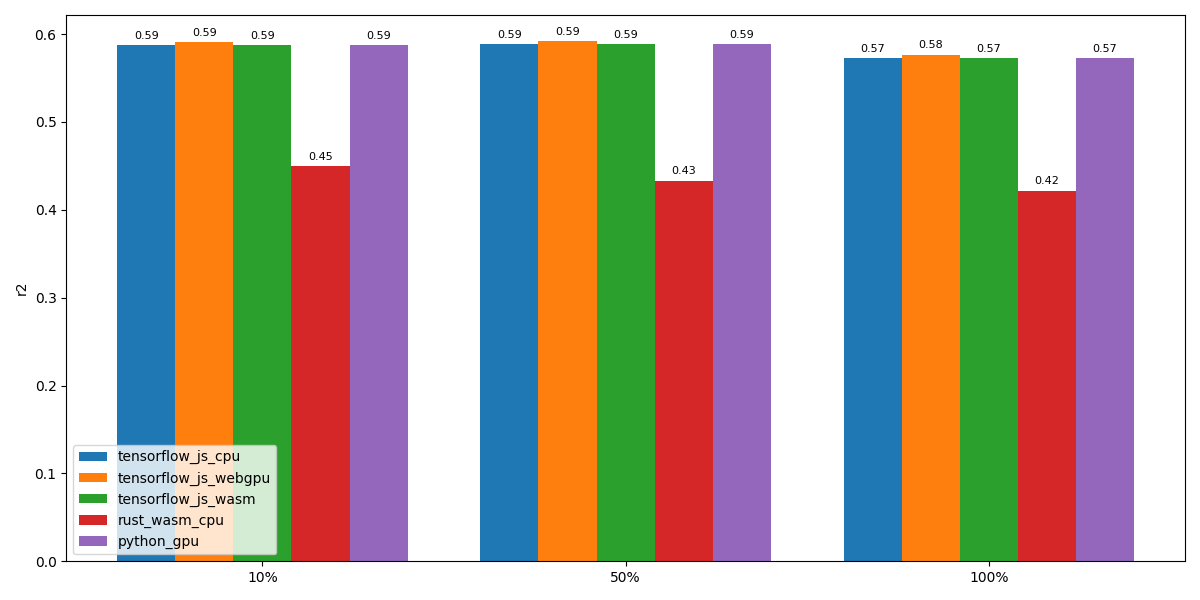 0.59 0.59 0.59 0.45 0.59 0.59 0.59 0.59 0.43 0.59 0.57 0.58 0.57 0.42 0.57
r2
0.6
0.5
0.4
0.3
0.2
0.1
0.0
tensorflow_js_cpu
tensorflow_js_webgpu
tensorflow_js_wasm
rust_wasm_cpu
python_gpu
10% 50% 100%